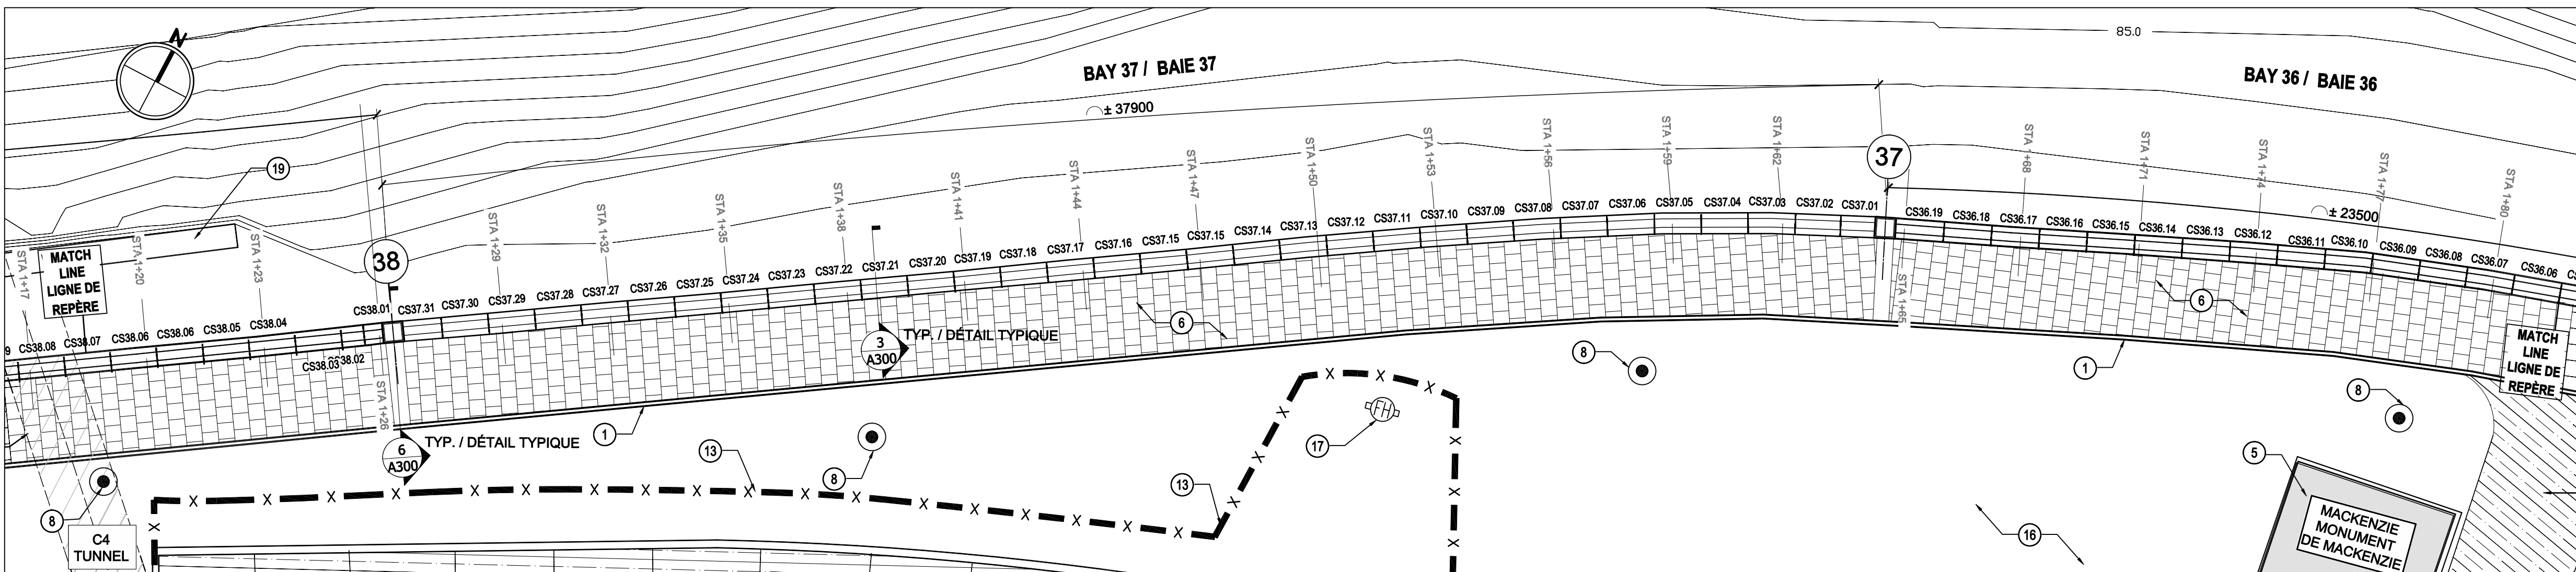 N
85.0
BAY 37 / BAIE 37
BAY 36 / BAIE 36
± 37900
± 23500
19
38
37
MATCH
LINE
LIGNE DE
REPÈRE
STA 1+17
STA 1+20
STA 1+23
STA 1+26
STA 1+29
STA 1+32
STA 1+35
STA 1+38
STA 1+41
STA 1+44
STA 1+47
STA 1+50
STA 1+53
STA 1+56
STA 1+59
STA 1+62
STA 1+65
STA 1+68
STA 1+71
STA 1+74
STA 1+77
STA 1+80
9
CS38.08
CS38.07
CS38.06
CS38.06
CS38.05
CS38.04
CS38.03
CS38.02
CS38.01
CS37.31
CS37.30
CS37.29
CS37.28
CS37.27
CS37.26
CS37.25
CS37.24
CS37.23
CS37.22
CS37.21
CS37.20
CS37.19
CS37.18
CS37.17
CS37.16
CS37.15
CS37.15
CS37.14
CS37.13
CS37.12
CS37.11
CS37.10
CS37.09
CS37.08
CS37.07
CS37.06
CS37.05
CS37.04
CS37.03
CS37.02
CS37.01
CS36.19
CS36.18
CS36.17
CS36.16
CS36.15
CS36.14
CS36.13
CS36.12
CS36.11
CS36.10
CS36.09
CS36.08
CS36.07
CS36.06
6
6
3
A300
TYP. / DÉTAIL TYPIQUE
6
A300
TYP. / DÉTAIL TYPIQUE
MATCH
LINE
LIGNE DE
REPÈRE
1
1
8
8
8
8
13
13
17
FH
5
16
C4
TUNNEL
MACKENZIE
MONUMENT
DE MACKENZIE